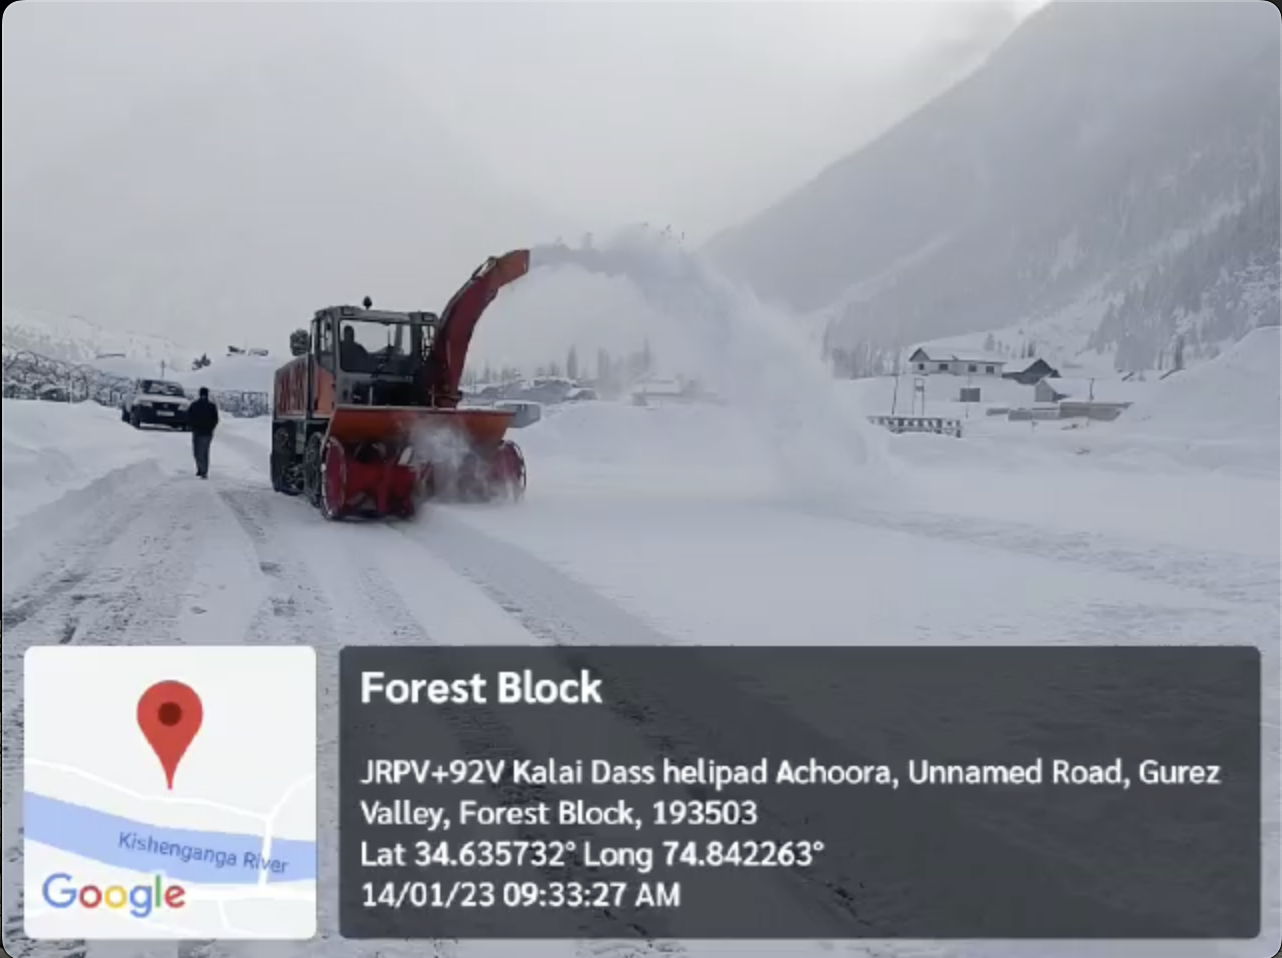 Forest Block
JRPV+92V Kalai Dass helipad Achoora, Unnamed Road, Gurez
Valley, Forest Block, 193503
Lat 34.635732° Long 74.842263°
14/01/23 09:33:27 AM
Kishenganga River
Google